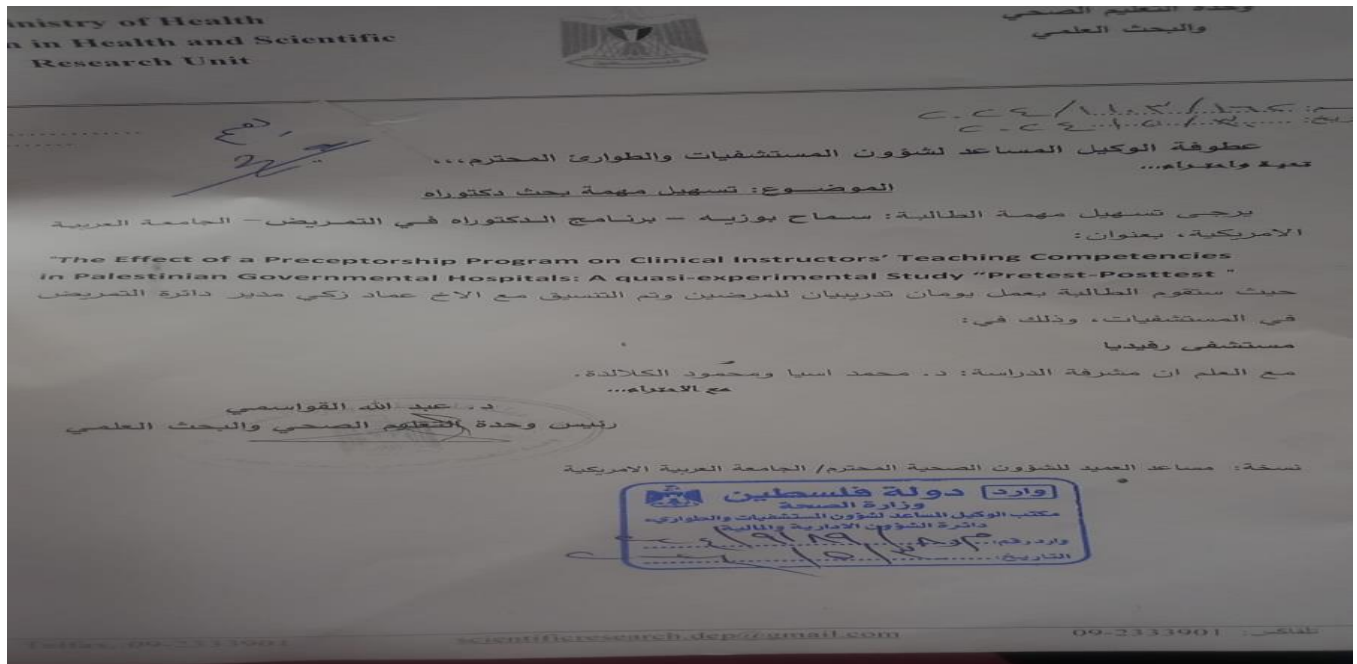 inistry of Health
n in Health and Scientific
Research Unit
وحدة التعليم الصحي
والبحث العلمي
عطوفة الوكيل المساعد لشؤون المستشفيات والطوارئ المحترم،،،
تحية واحترام...
الموضوع: تسهيل مهمة بحث دكتوراه
يرجى تسهيل مهمة الطالبة: سماح بوزيه – برنامج الدكتوراه في التمريض – الجامعة العربية
الامريكية، بعنوان:
"The Effect of a Preceptorship Program on Clinical Instructors' Teaching Competencies
in Palestinian Governmental Hospitals: A quasi-experimental Study "Pretest-Posttest "
حيث ستقوم الطالبة بعمل يومان تدريبيان للمرضين وتم التنسيق مع الاخ عماد زكي مدير دائرة التمريض
في المستشفيات، وذلك في:
مستشفى رفيديا
مع العلم ان مشرفة الدراسة: د. محمد اسيا ومحمود الكلالدة.
مع الاحترام...
د. عبد الله القواسمي
رئيس وحدة التعليم الصحي والبحث العلمي
نسخة: مساعد العميد للشؤون الصحية المحترم/ الجامعة العربية الامريكية
وارد دولة فلسطين
وزارة الصحة
مكتب الوكيل المساعد لشؤون المستشفيات والطوارئ
دائرة الشؤون الادارية والمالية
وارد رقم:
التاريخ:
Telfax. 09-2333901 scientificresearch.dep@gmail.com 09-2333901 تلفاكس: